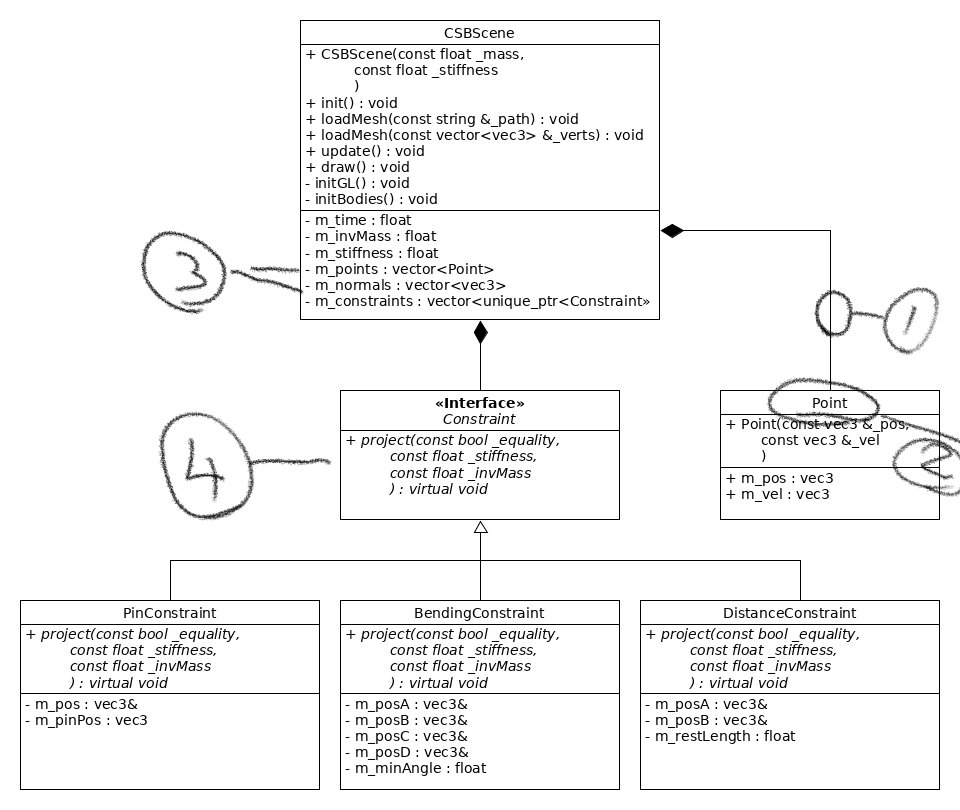 CSBScene
+ CSBScene(const float _mass,
const float _stiffness
)
+ init() : void
+ loadMesh(const string &_path) : void
+ loadMesh(const vector<vec3> &_verts) : void
+ update() : void
+ draw() : void
- initGL() : void
- initBodies() : void
- m_time : float
- m_invMass : float
- m_stiffness : float
- m_points : vector<Point>
- m_normals : vector<vec3>
- m_constraints : vector<unique_ptr<Constraint»
3
1
«Interface»
Constraint
+ project(const bool _equality,
const float _stiffness,
const float _invMass
) : virtual void
4
Point
+ Point(const vec3 &_pos,
const vec3 &_vel
)
+ m_pos : vec3
+ m_vel : vec3
2
PinConstraint
+ project(const bool _equality,
const float _stiffness,
const float _invMass
) : virtual void
- m_pos : vec3&
- m_pinPos : vec3
BendingConstraint
+ project(const bool _equality,
const float _stiffness,
const float _invMass
) : virtual void
- m_posA : vec3&
- m_posB : vec3&
- m_posC : vec3&
- m_posD : vec3&
- m_minAngle : float
DistanceConstraint
+ project(const bool _equality,
const float _stiffness,
const float _invMass
) : virtual void
- m_posA : vec3&
- m_posB : vec3&
- m_restLength : float